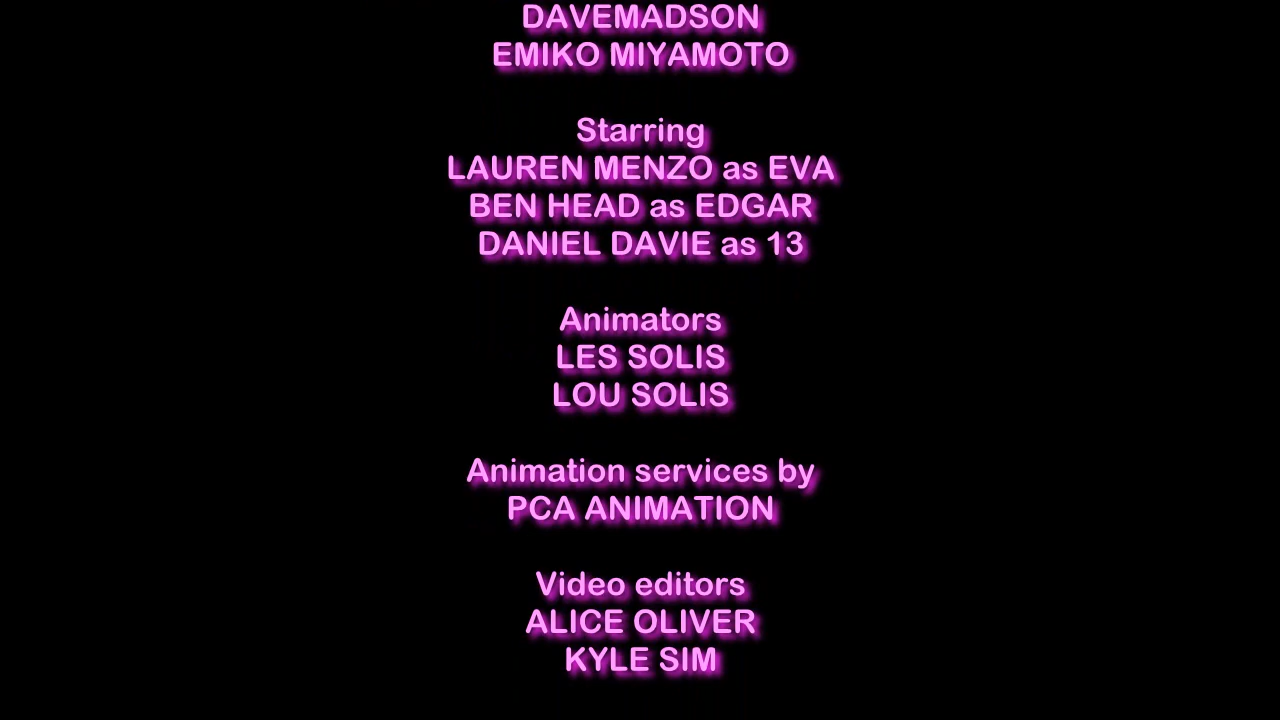 DAVEMADSON
EMIKO MIYAMOTO
Starring
LAUREN MENZO as EVA
BEN HEAD as EDGAR
DANIEL DAVIE as 13
Animators
LES SOLIS
LOU SOLIS
Animation services by
PCA ANIMATION
Video editors
ALICE OLIVER
KYLE SIM